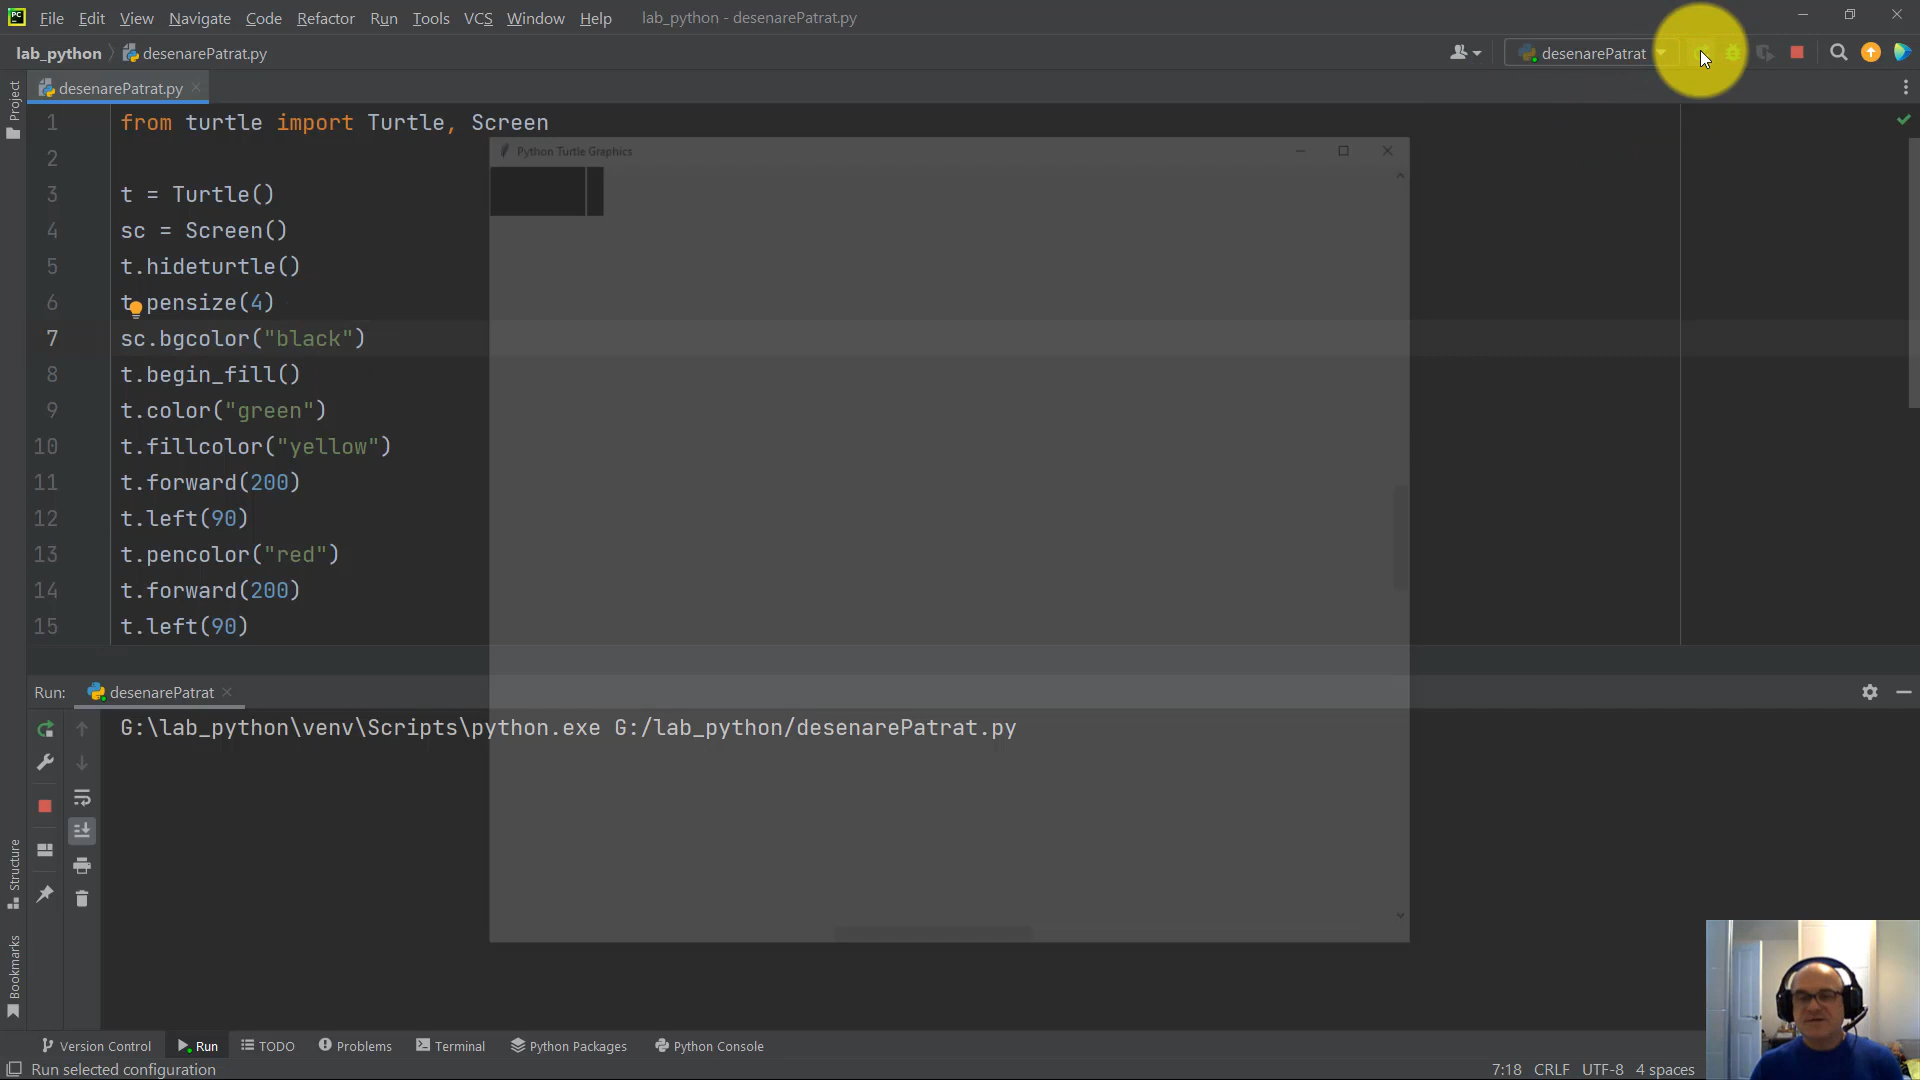 PC File Edit View Navigate Code Refactor Run Tools VCS Window Help lab_python - desenarePatrat.py
lab_python desenarePatrat.py desenarePatrat
desenarePatrat.py
Project
1 from turtle import Turtle, Screen
2
Python Turtle Graphics
3 t = Turtle()
4 sc = Screen()
5 t.hideturtle()
6 t.pensize(4)
7 sc.bgcolor("black")
8 t.begin_fill()
9 t.color("green")
10 t.fillcolor("yellow")
11 t.forward(200)
12 t.left(90)
13 t.pencolor("red")
14 t.forward(200)
15 t.left(90)
Run: desenarePatrat
G:\lab_python\venv\Scripts\python.exe G:/lab_python/desenarePatrat.py
Structure
Bookmarks
Version Control Run TODO Problems Terminal Python Packages Python Console
Run selected configuration 7:18 CRLF UTF-8 4 spaces